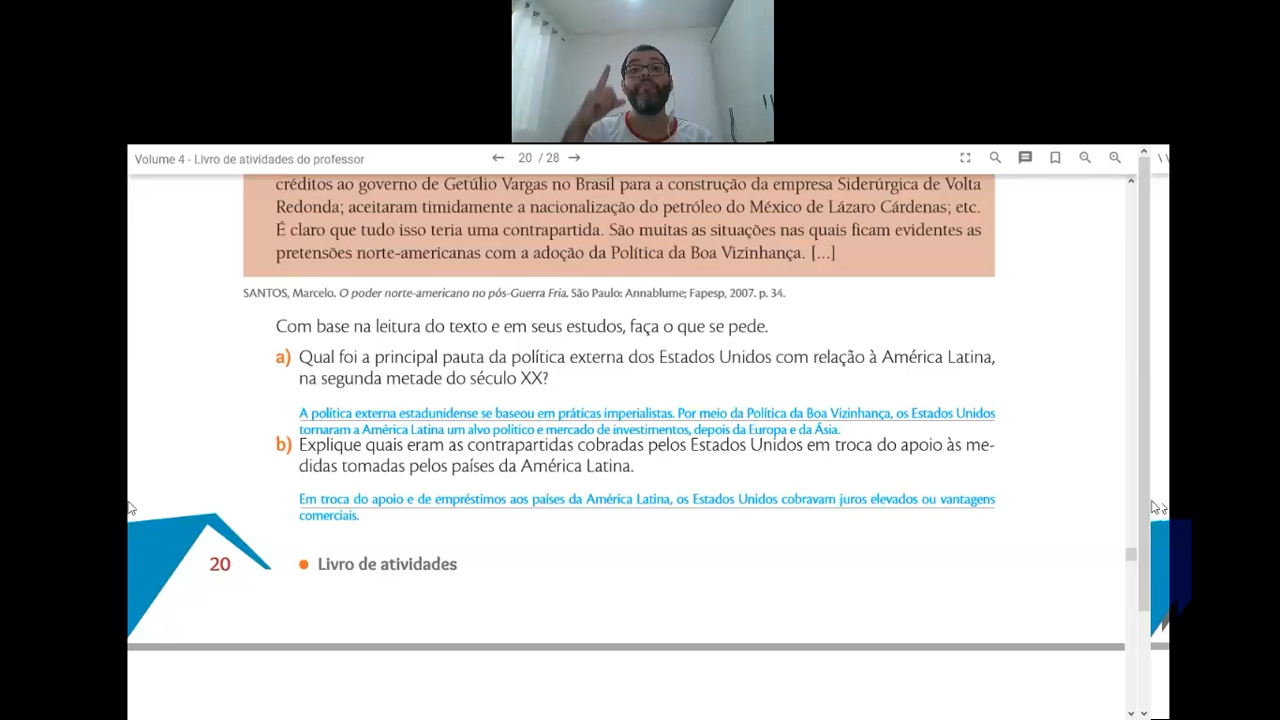 Volume 4 - Livro de atividades do professor
20 / 28
créditos ao governo de Getúlio Vargas no Brasil para a construção da empresa Siderúrgica de Volta
Redonda; aceitaram timidamente a nacionalização do petróleo do México de Lázaro Cárdenas; etc.
É claro que tudo isso teria uma contrapartida. São muitas as situações nas quais ficam evidentes as
pretensões norte-americanas com a adoção da Política da Boa Vizinhança. [...]
SANTOS, Marcelo. O poder norte-americano no pós-Guerra Fria. São Paulo: Annablume; Fapesp, 2007. p. 34.
Com base na leitura do texto e em seus estudos, faça o que se pede.
a) Qual foi a principal pauta da política externa dos Estados Unidos com relação à América Latina,
na segunda metade do século XX?
A política externa estadunidense se baseou em práticas imperialistas. Por meio da Política da Boa Vizinhança, os Estados Unidos
tornaram a América Latina um alvo político e mercado de investimentos, depois da Europa e da Ásia.
b) Explique quais eram as contrapartidas cobradas pelos Estados Unidos em troca do apoio às me-
didas tomadas pelos países da América Latina.
Em troca do apoio e de empréstimos aos países da América Latina, os Estados Unidos cobravam juros elevados ou vantagens
comerciais.
20
Livro de atividades